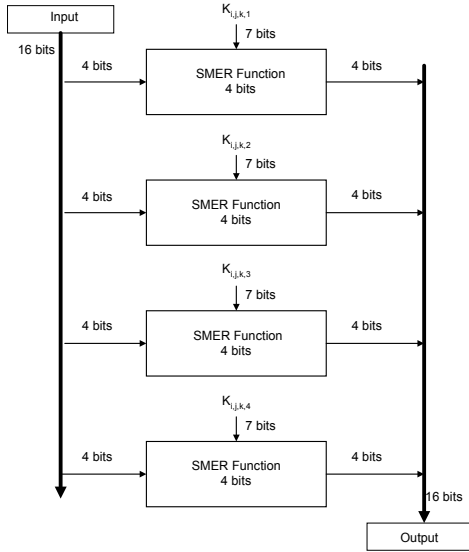 Input
K_{i,j,k,1}
16 bits
7 bits
4 bits
SMER Function
4 bits
4 bits
K_{i,j,k,2}
7 bits
4 bits
SMER Function
4 bits
4 bits
K_{i,j,k,3}
7 bits
4 bits
SMER Function
4 bits
4 bits
K_{i,j,k,4}
7 bits
4 bits
SMER Function
4 bits
4 bits
16 bits
Output